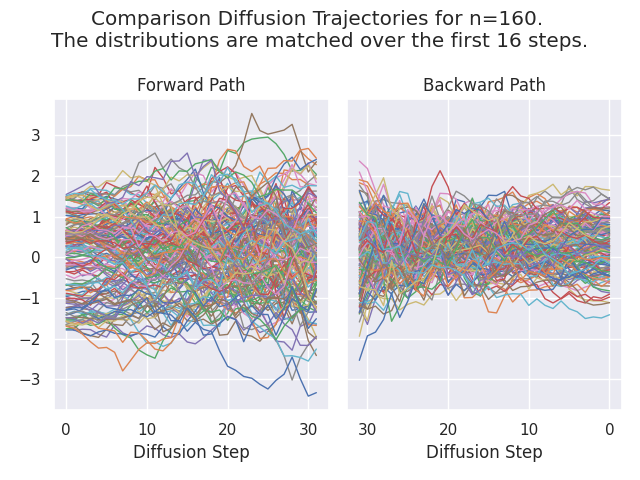 Comparison Diffusion Trajectories for n=160.
The distributions are matched over the first 16 steps.
Forward Path
Backward Path
3
2
1
0
−1
−2
−3
0 10 20 30
30 20 10 0
Diffusion Step
Diffusion Step